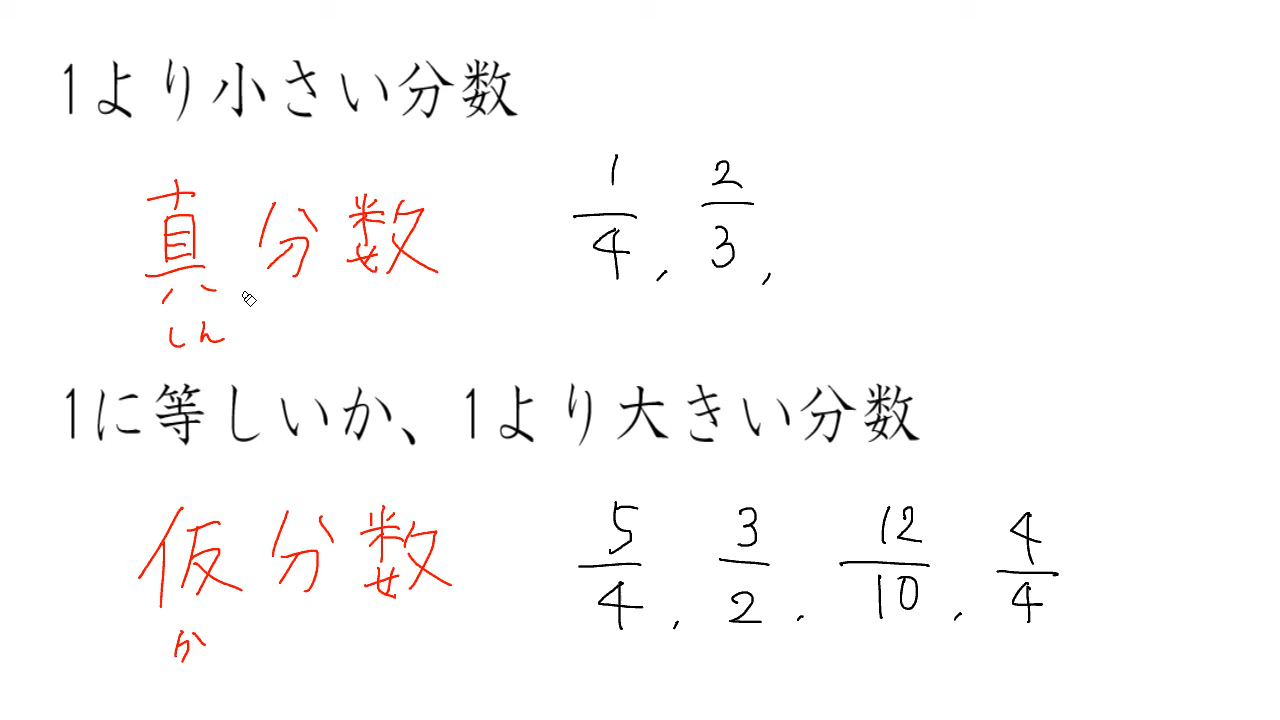 1より小さい分数
真分数 1/4 , 2/3 ,
しん
1に等しいか、1より大きい分数
仮分数 5/4 , 3/2 , 12/10 , 4/4
か